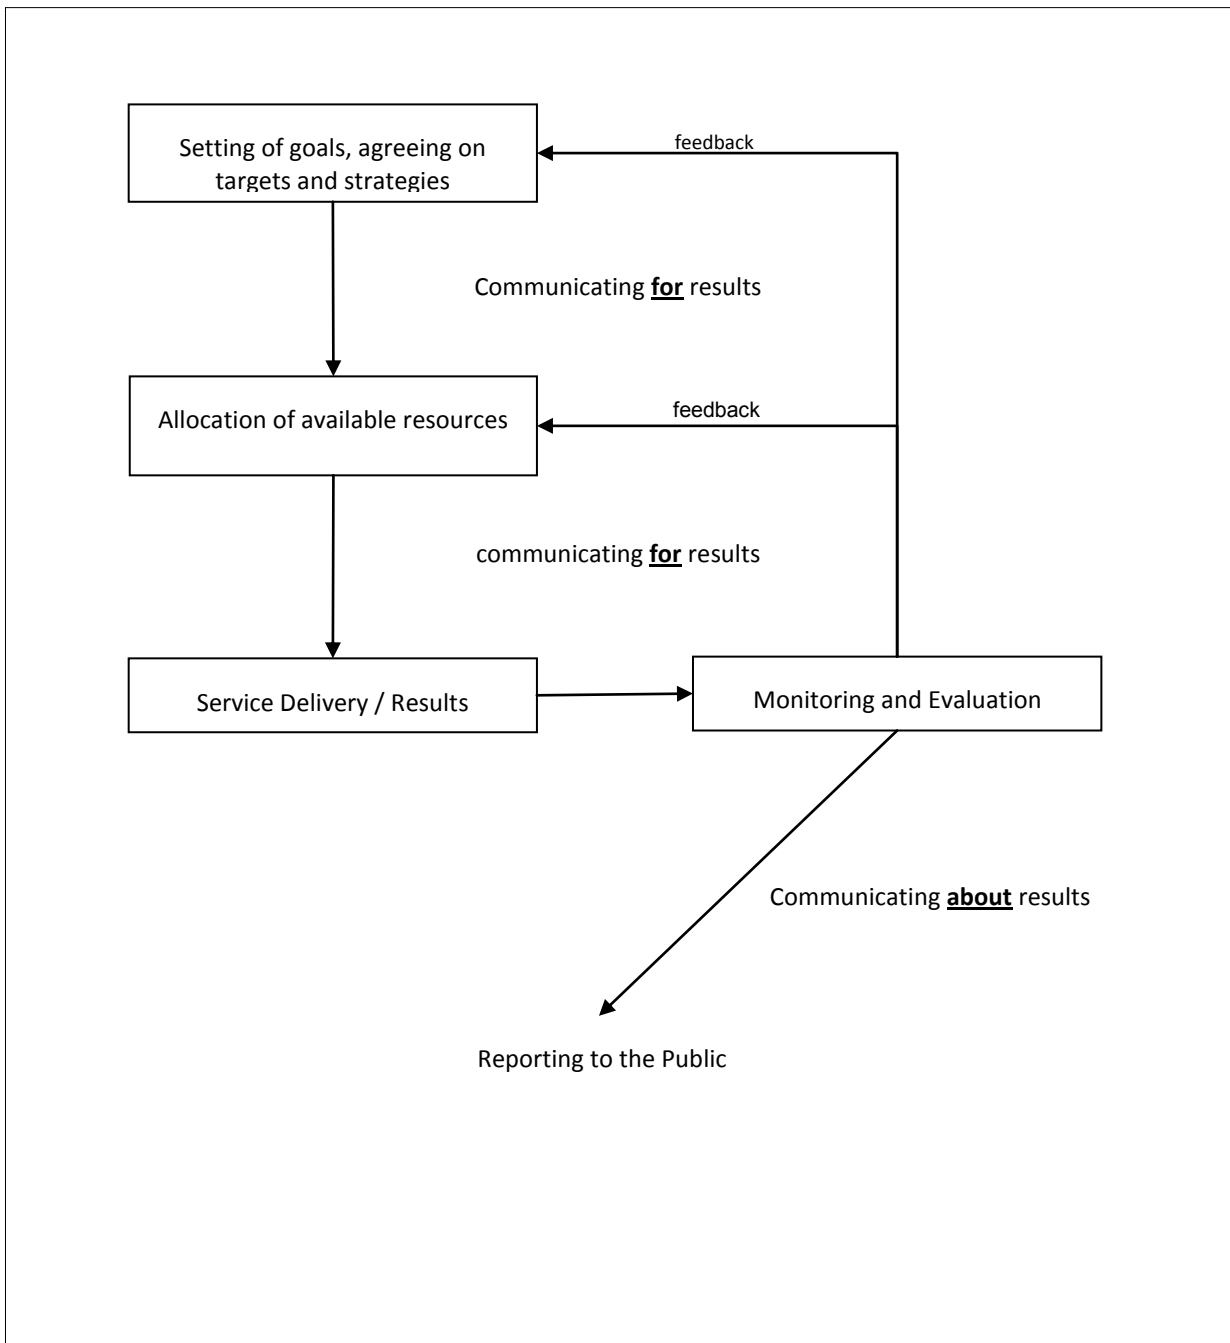 Setting of goals, agreeing on
targets and strategies
feedback
Communicating for results
Allocation of available resources
feedback
communicating for results
Service Delivery / Results
Monitoring and Evaluation
Communicating about results
Reporting to the Public